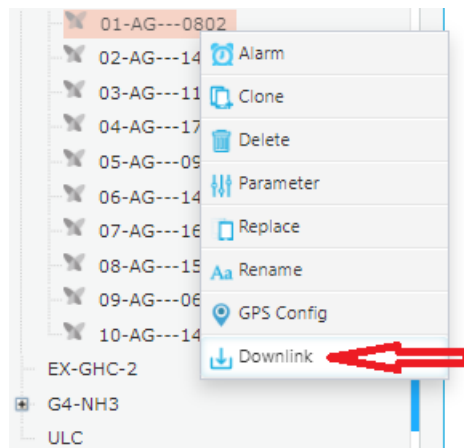 01-AG---0802
02-AG---14
Alarm
03-AG---11
Clone
04-AG---17
Delete
05-AG---09
Parameter
06-AG---14
07-AG---16
Replace
08-AG---15
Aa Rename
09-AG---06
GPS Config
10-AG---14
Downlink
EX-GHC-2
G4-NH3
ULC